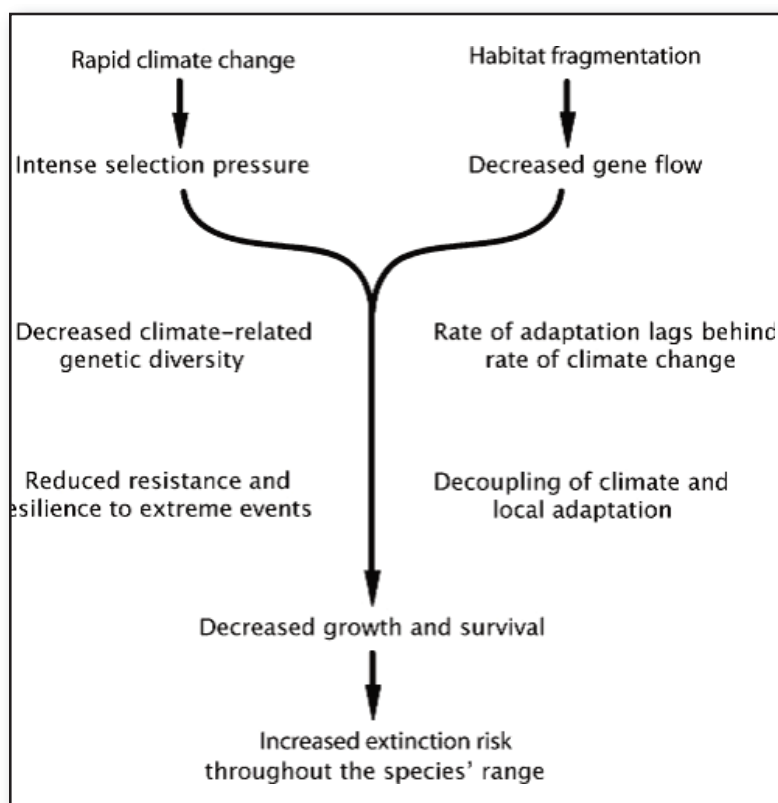 Rapid climate change
Habitat fragmentation
Intense selection pressure
Decreased gene flow
Decreased climate-related
genetic diversity
Rate of adaptation lags behind
rate of climate change
Reduced resistance and
esilience to extreme events
Decoupling of climate and
local adaptation
Decreased growth and survival
Increased extinction risk
throughout the species' range